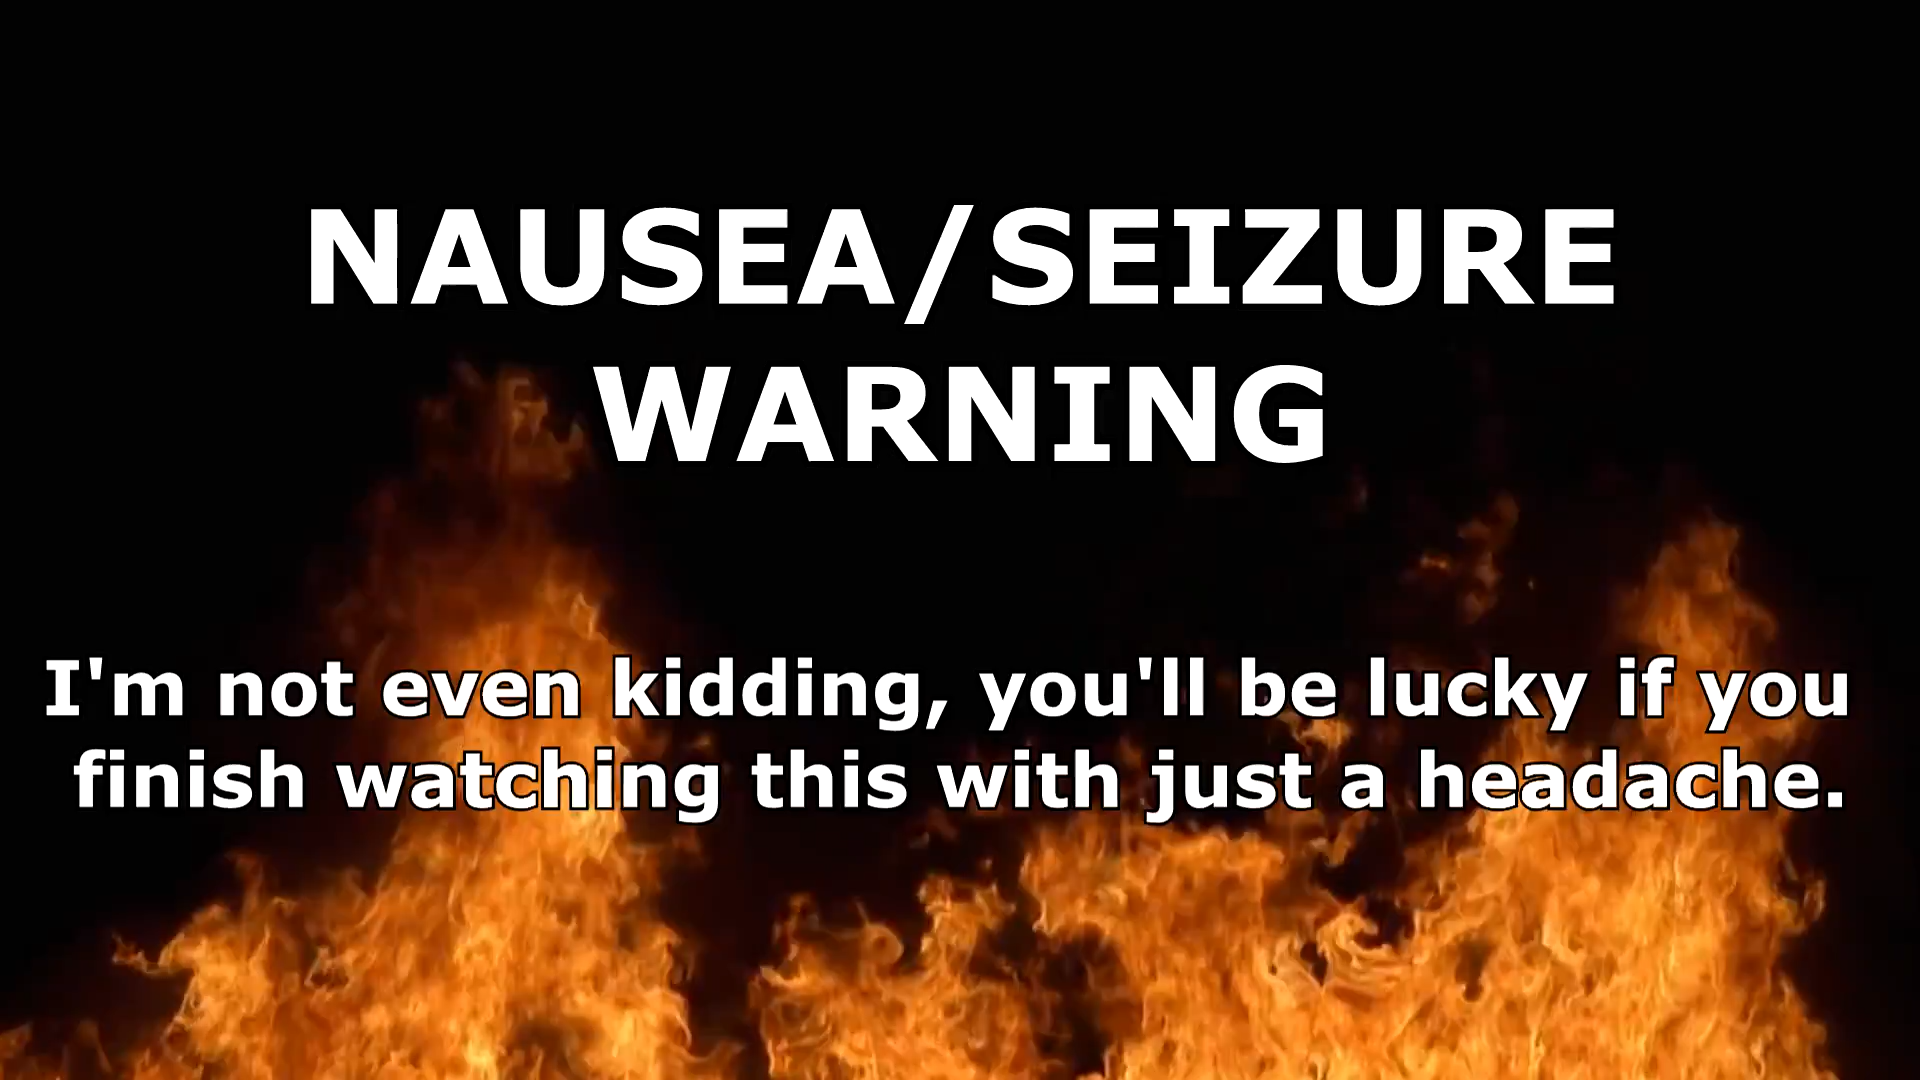 NAUSEA/SEIZURE
WARNING
I'm not even kidding, you'll be lucky if you
finish watching this with just a headache.